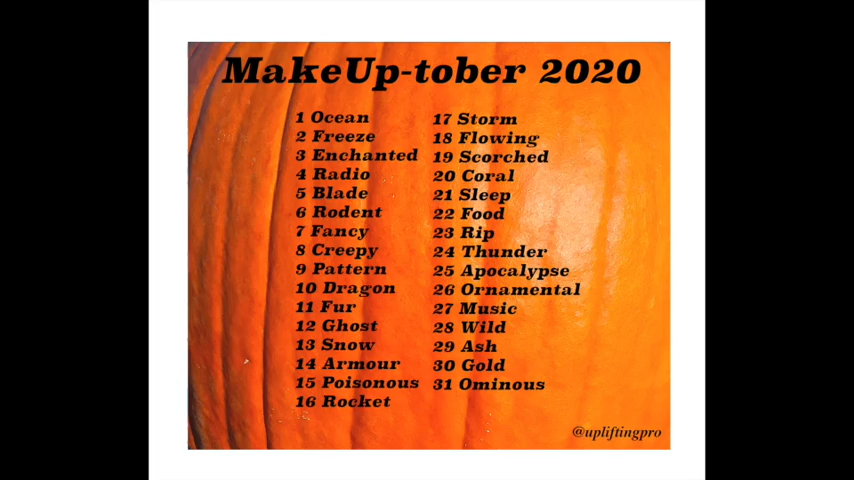 MakeUp-tober 2020
1 Ocean
2 Freeze
3 Enchanted
4 Radio
5 Blade
6 Rodent
7 Fancy
8 Creepy
9 Pattern
10 Dragon
11 Fur
12 Ghost
13 Snow
14 Armour
15 Poisonous
16 Rocket
17 Storm
18 Flowing
19 Scorched
20 Coral
21 Sleep
22 Food
23 Rip
24 Thunder
25 Apocalypse
26 Ornamental
27 Music
28 Wild
29 Ash
30 Gold
31 Ominous
@upliftingpro